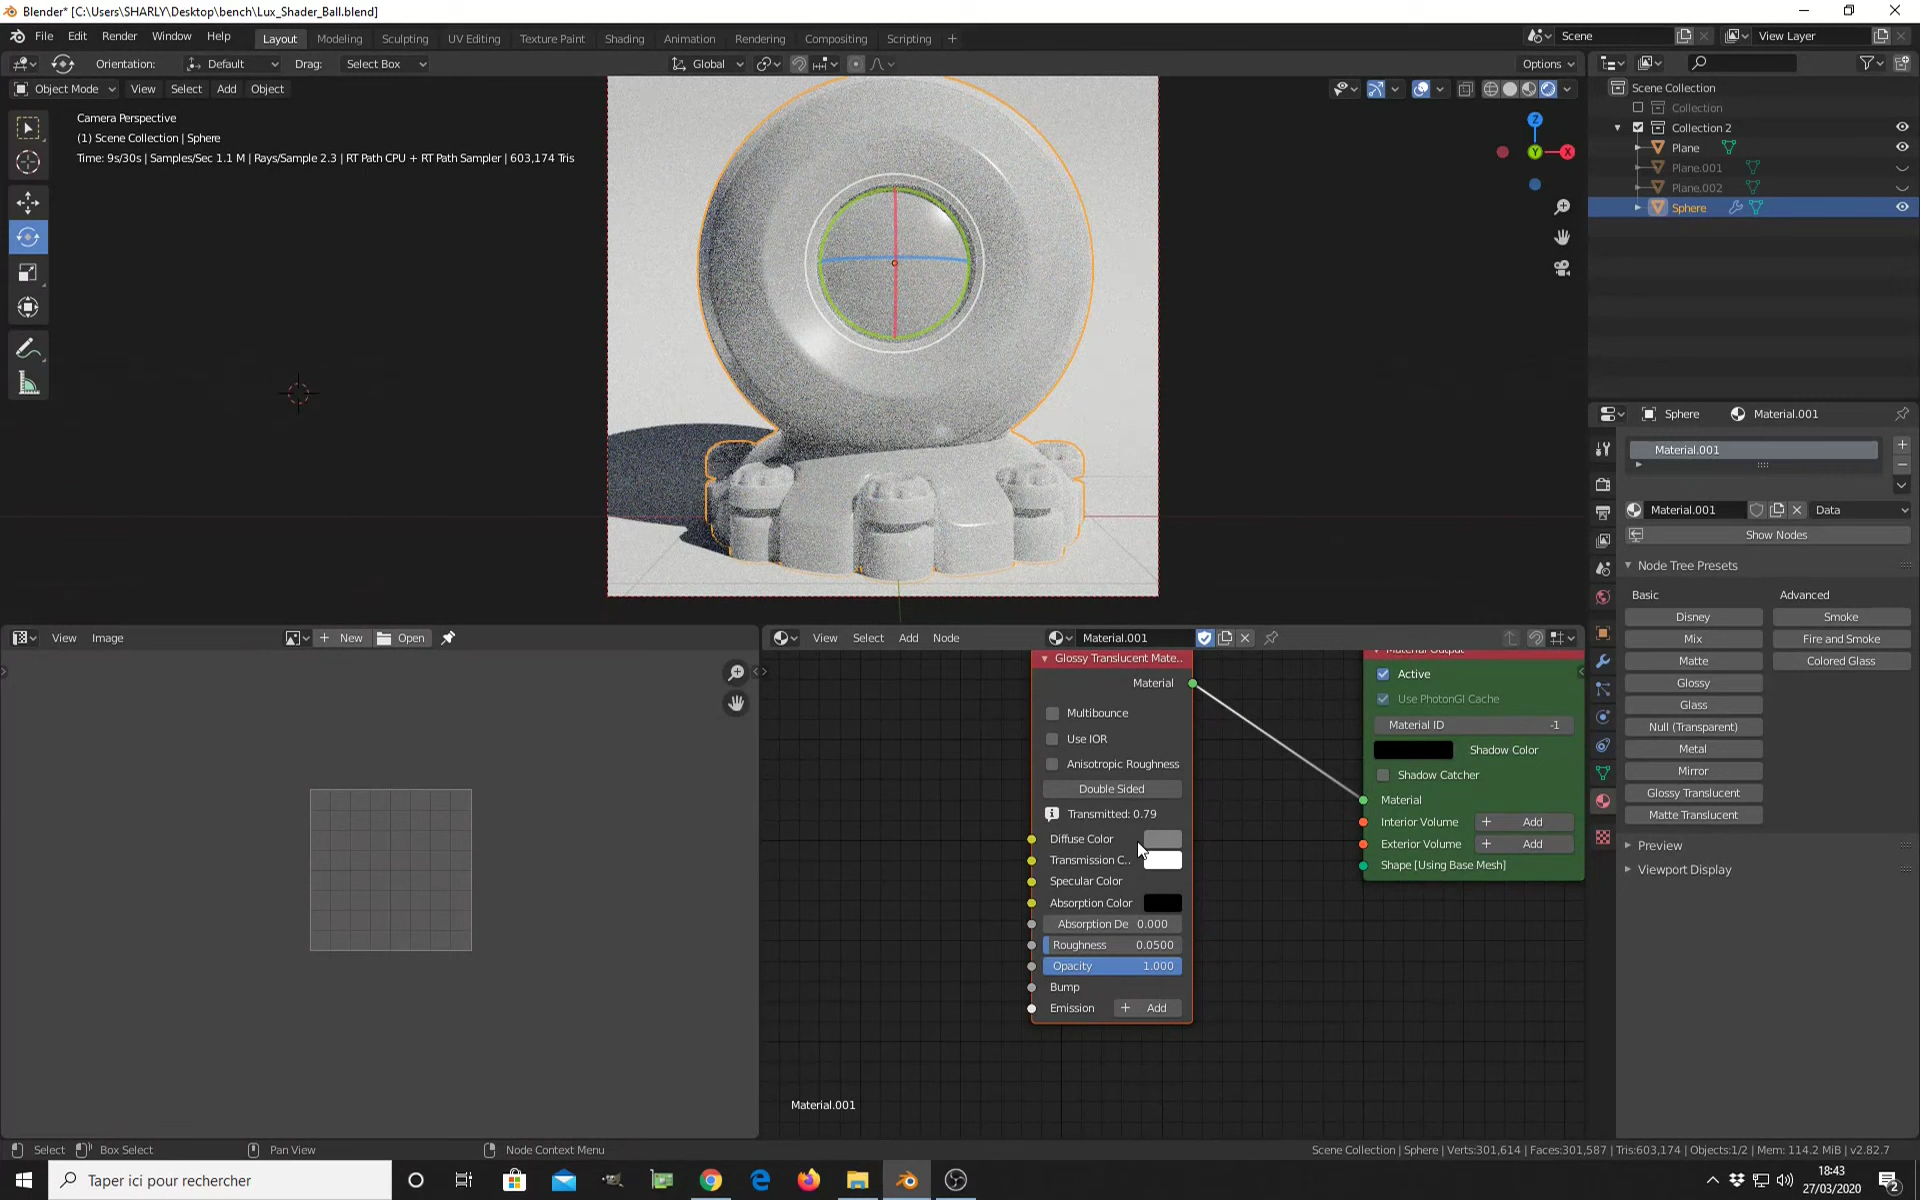 Blender* [C:\Users\SHARLY\Desktop\bench\Lux_Shader_Ball.blend]
File Edit Render Window Help Layout Modeling Sculpting UV Editing Texture Paint Shading Animation Rendering Compositing Scripting Scene View Layer
Orientation: Default Drag: Select Box Global Options
Object Mode View Select Add Object
Camera Perspective
(1) Scene Collection | Sphere
Time: 9s/30s | Samples/Sec 1.1 M | Rays/Sample 2.3 | RT Path CPU + RT Path Sampler | 603,174 Tris
Z
Y
X
Scene Collection
Collection
Collection 2
Plane
Plane.001
Plane.002
Sphere
Sphere Material.001
Material.001
Material.001 Data
Show Nodes
Node Tree Presets
Basic Advanced
Disney Smoke
Mix Fire and Smoke
Matte Colored Glass
Glossy
Glass
Null (Transparent)
Metal
Mirror
Glossy Translucent
Matte Translucent
Preview
Viewport Display
View Image New Open
View Select Add Node Material.001
Glossy Translucent Mate..
Material
Multibounce
Use IOR
Anisotropic Roughness
Double Sided
Transmitted: 0.79
Diffuse Color
Transmission C..
Specular Color
Absorption Color
Absorption De 0.000
Roughness 0.0500
Opacity 1.000
Bump
Emission Add
Material Output
Active
Use PhotonGI Cache
Material ID -1
Shadow Color
Shadow Catcher
Material
Interior Volume Add
Exterior Volume Add
Shape [Using Base Mesh]
Material.001
Select Box Select Pan View Node Context Menu Scene Collection | Sphere | Verts:301,614 | Faces:301,587 | Tris:603,174 | Objects:1/2 | Mem: 114.2 MiB | v2.82.7
Taper ici pour rechercher
18:43
27/03/2020
2